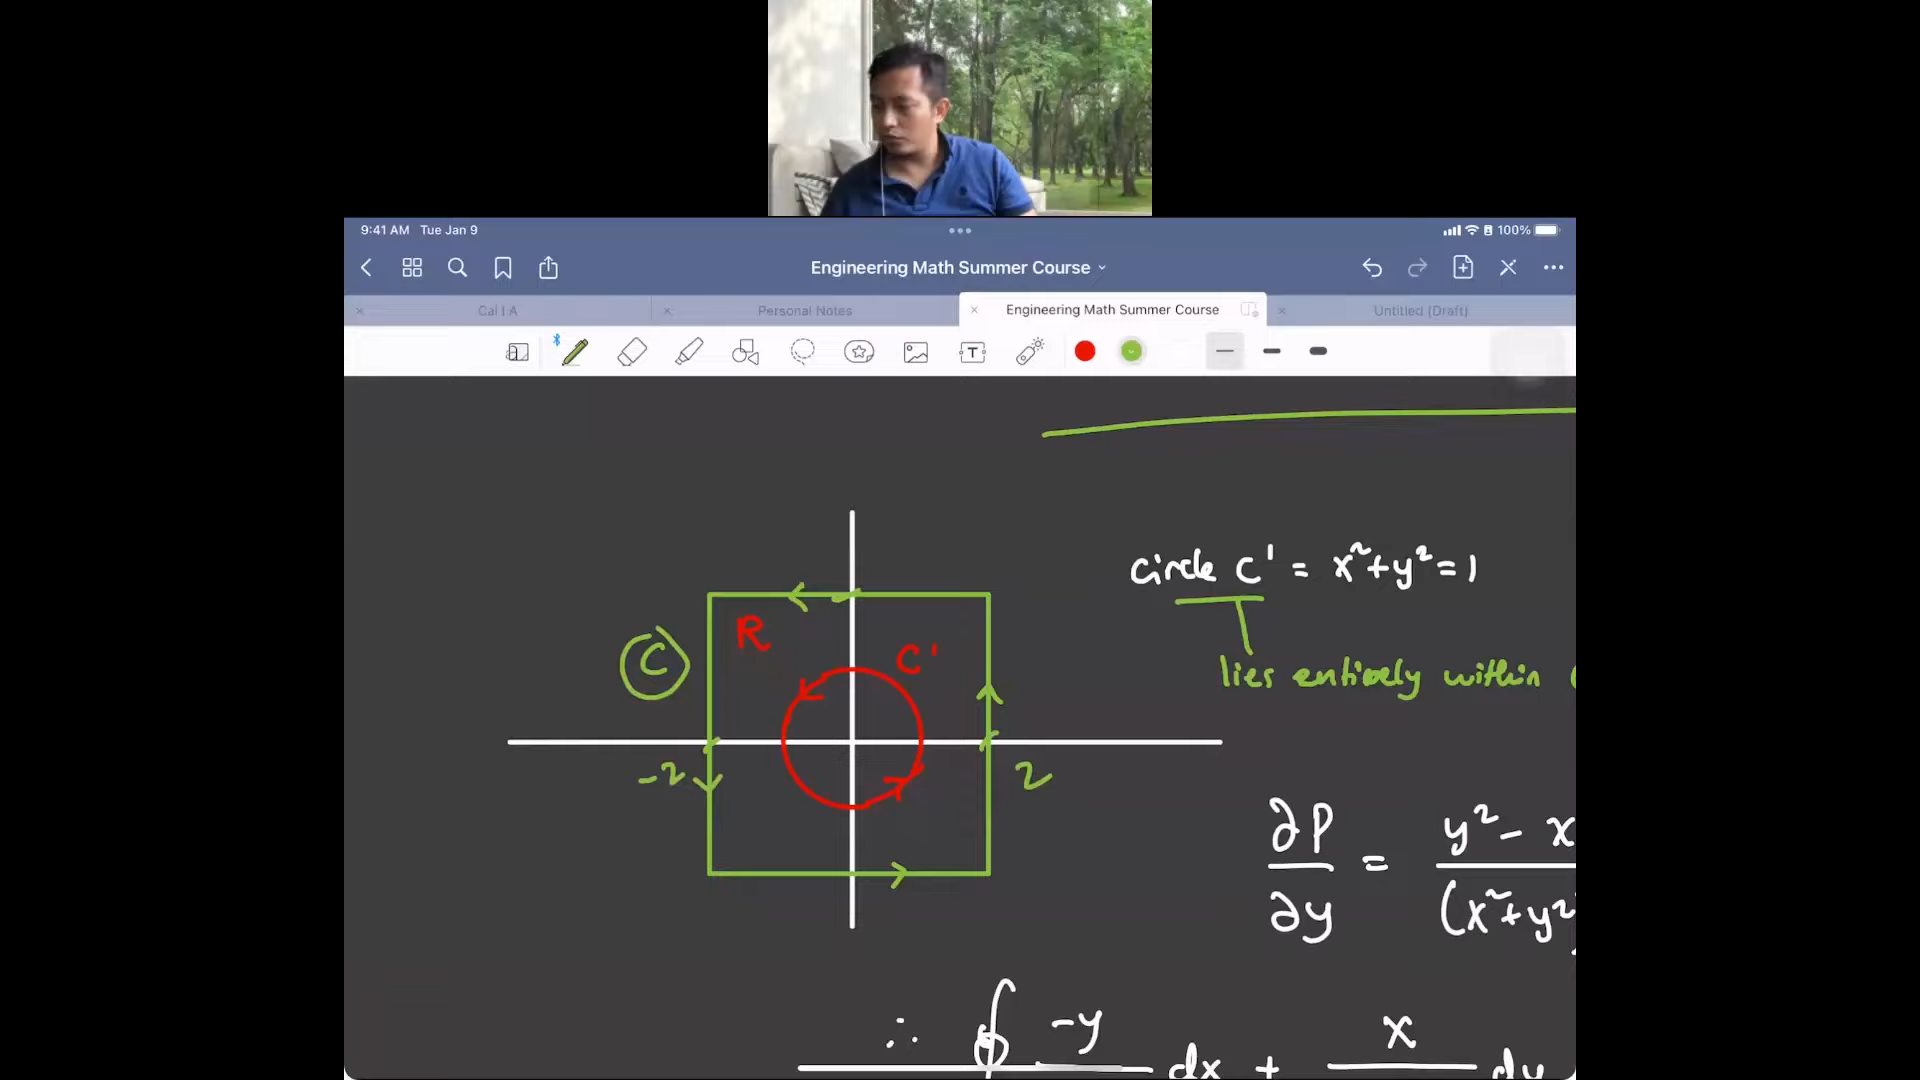 9:41 AM Tue Jan 9
100%
Engineering Math Summer Course
Cal I A
Personal Notes
Engineering Math Summer Course
Untitled (Draft)
T
circle C' = x²+y²=1
lies entirely within
C
R
C'
-2
2
∂P/∂y = y²- x
(x²+y²
∴ ∮ -y dx + x dy